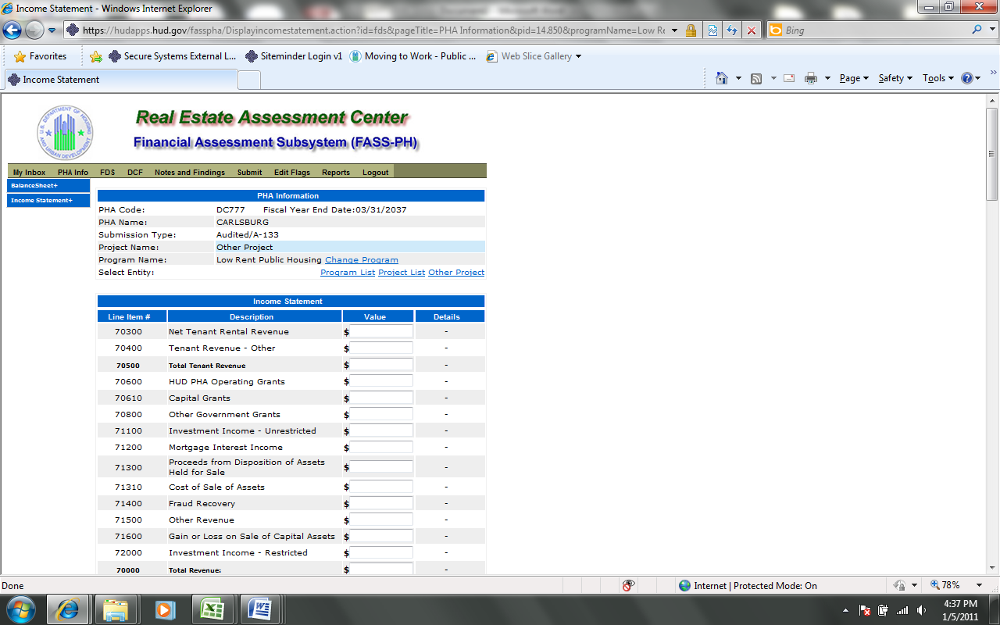 Income Statement - Windows Internet Explorer
https://hudapps.hud.gov/fasspha/Displayincomestatement.action?id=fds&pageTitle=PHA Information&pid=14.850&programName=Low Re
Bing
Favorites
Secure Systems External L...
Siteminder Login v1
Moving to Work - Public ...
Web Slice Gallery
Income Statement
Page
Safety
Tools
U.S. DEPARTMENT OF HOUSING AND URBAN DEVELOPMENT
Real Estate Assessment Center
Financial Assessment Subsystem (FASS-PH)
My Inbox PHA Info FDS DCF Notes and Findings Submit Edit Flags Reports Logout
BalanceSheet+
Income Statement+
PHA Information
PHA Code: DC777 Fiscal Year End Date:03/31/2037
PHA Name: CARLSBURG
Submission Type: Audited/A-133
Project Name: Other Project
Program Name: Low Rent Public Housing Change Program
Select Entity: Program List Project List Other Project
Income Statement
Line Item # Description Value Details
70300 Net Tenant Rental Revenue $ -
70400 Tenant Revenue - Other $ -
70500 Total Tenant Revenue $ -
70600 HUD PHA Operating Grants $ -
70610 Capital Grants $ -
70800 Other Government Grants $ -
71100 Investment Income - Unrestricted $ -
71200 Mortgage Interest Income $ -
71300 Proceeds from Disposition of Assets Held for Sale $ -
71310 Cost of Sale of Assets $ -
71400 Fraud Recovery $ -
71500 Other Revenue $ -
71600 Gain or Loss on Sale of Capital Assets $ -
72000 Investment Income - Restricted $ -
70000 Total Revenue: $ -
Done
Internet | Protected Mode: On
78%
4:37 PM
1/5/2011